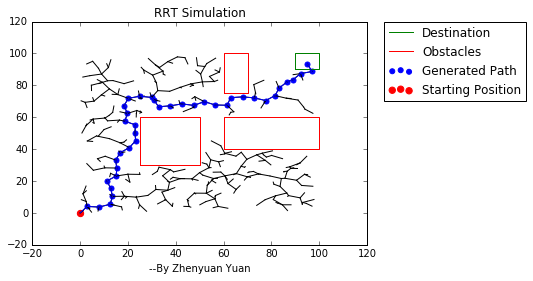 RRT Simulation
120
100
80
60
40
20
0
−20
−20
0
20
40
60
80
100
120
--By Zhenyuan Yuan
Destination
Obstacles
Generated Path
Starting Position